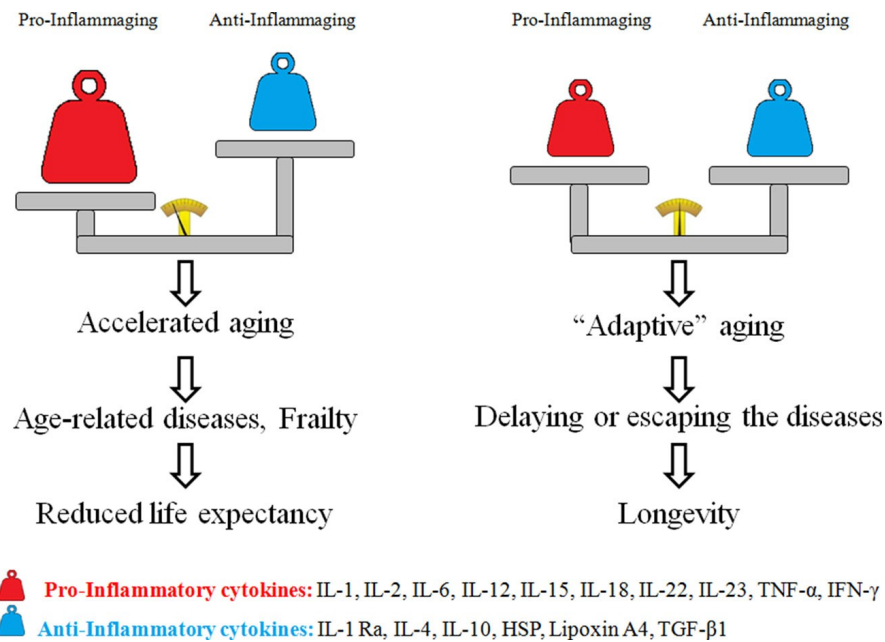 Pro-Inflammaging Anti-Inflammaging Pro-Inflammaging Anti-Inflammaging
Accelerated aging
Age-related diseases, Frailty
Reduced life expectancy
“Adaptive” aging
Delaying or escaping the diseases
Longevity
Pro-Inflammatory cytokines: IL-1, IL-2, IL-6, IL-12, IL-15, IL-18, IL-22, IL-23, TNF-α, IFN-γ
Anti-Inflammatory cytokines: IL-1 Ra, IL-4, IL-10, HSP, Lipoxin A4, TGF-β1